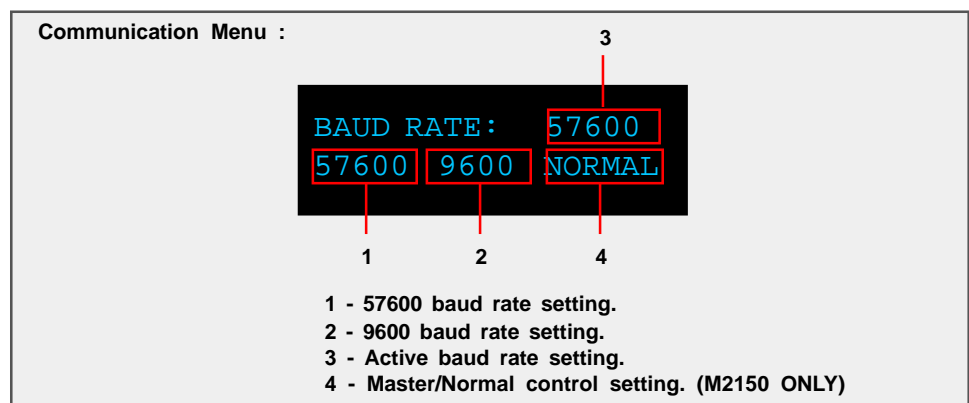 Communication Menu :
3
BAUD RATE: 57600
57600 9600 NORMAL
1 2 4
1 - 57600 baud rate setting.
2 - 9600 baud rate setting.
3 - Active baud rate setting.
4 - Master/Normal control setting. (M2150 ONLY)